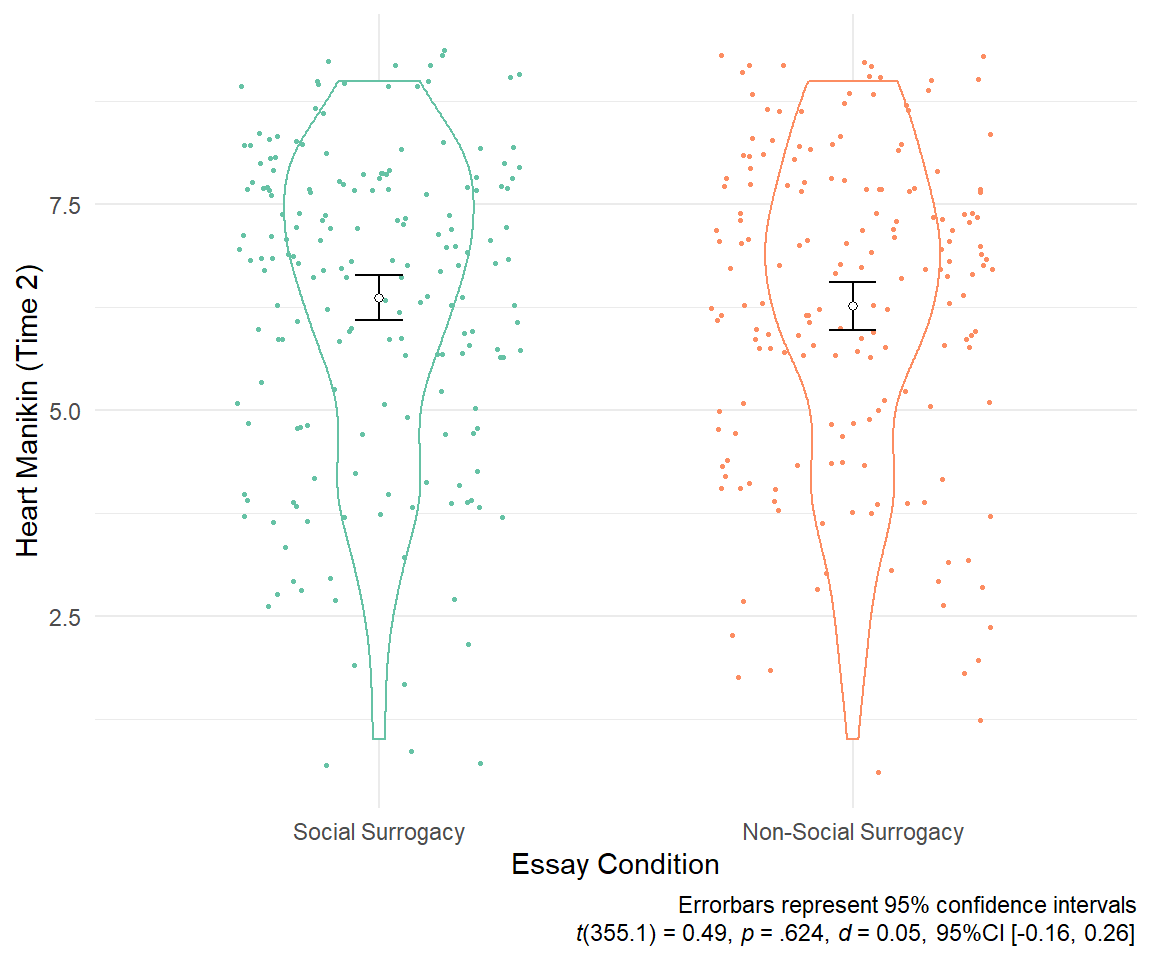 Heart Manikin (Time 2)
7.5
5.0
2.5
Social Surrogacy
Non-Social Surrogacy
Essay Condition
Errorbars represent 95% confidence intervals
t(355.1) = 0.49, p = .624, d = 0.05, 95%CI [-0.16, 0.26]